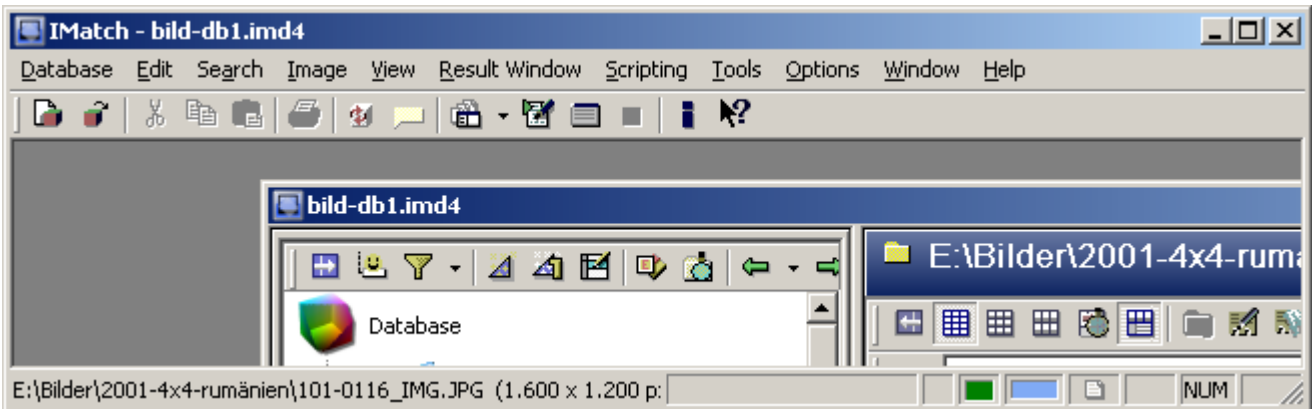 IMatch - bild-db1.imd4
Database Edit Search Image View Result Window Scripting Tools Options Window Help
bild-db1.imd4
E:\Bilder\2001-4x4-rumä
Database
E:\Bilder\2001-4x4-rumänien\101-0116_IMG.JPG (1.600 x 1.200 p: NUM